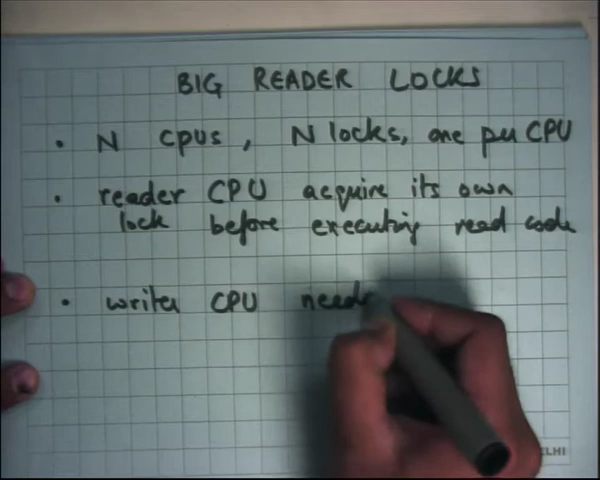 BIG READER LOCKS
• N CPUS, N locks, one per CPU
• reader CPU acquire its own
lock before executing read code
• writer CPU needs
ELHI